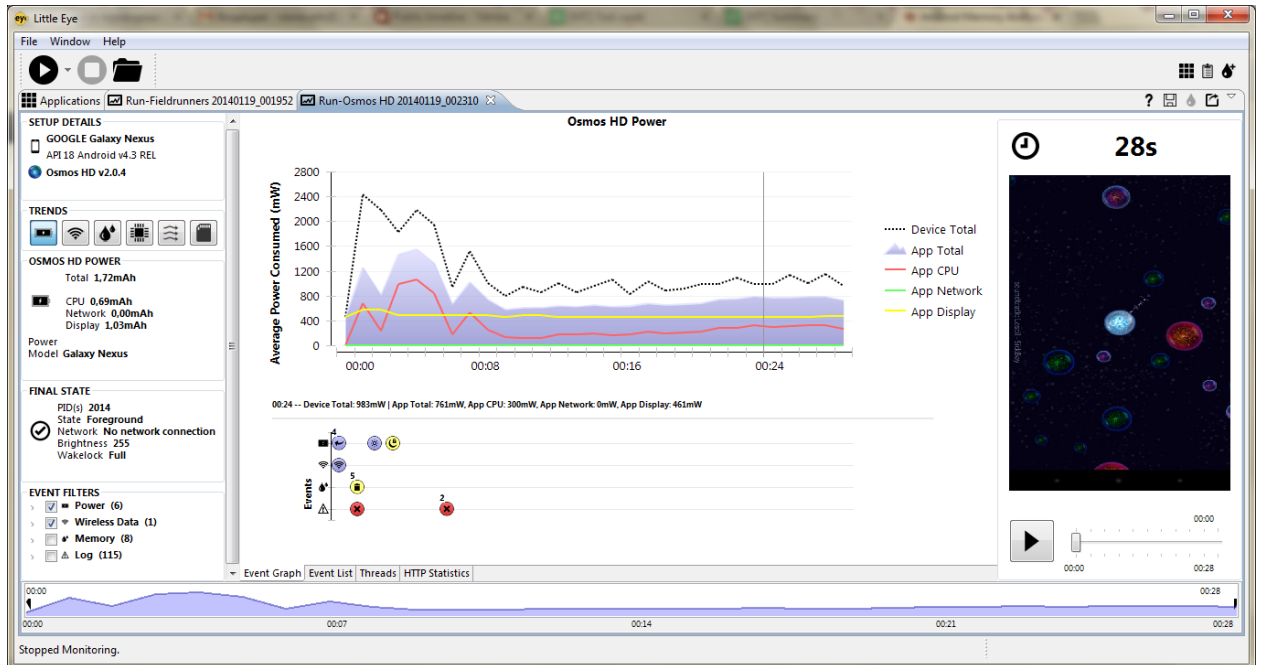 Little Eye
File Window Help
Applications Run-Fieldrunners 20140119_001952 Run-Osmos HD 20140119_002310
SETUP DETAILS
GOOGLE Galaxy Nexus
API 18 Android v4.3 REL
Osmos HD v2.0.4
TRENDS
OSMOS HD POWER
Total 1,72mAh
CPU 0,69mAh
Network 0,00mAh
Display 1,03mAh
Power
Model Galaxy Nexus
FINAL STATE
PID(s) 2014
State Foreground
Network No network connection
Brightness 255
Wakelock Full
EVENT FILTERS
Power (6)
Wireless Data (1)
Memory (8)
Log (115)
Osmos HD Power
Average Power Consumed (mW)
2800
2400
2000
1600
1200
800
400
0
00:00 00:08 00:16 00:24
Device Total
App Total
App CPU
App Network
App Display
00:24 -- Device Total: 983mW | App Total: 761mW, App CPU: 300mW, App Network: 0mW, App Display: 461mW
Events
4
5
2
Event Graph Event List Threads HTTP Statistics
28s
00:00
00:00 00:28
00:00 00:28
00:00 00:07 00:14 00:21 00:28
Stopped Monitoring.